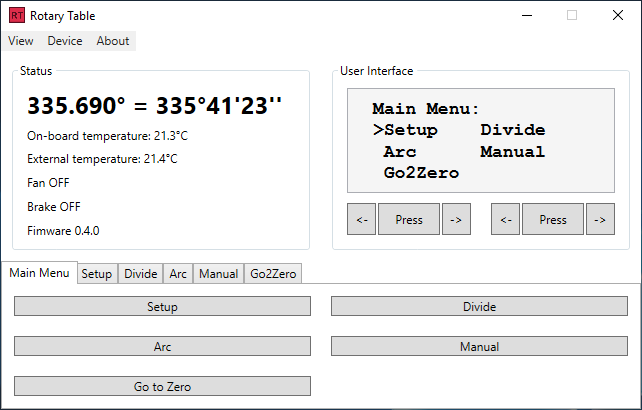 RT Rotary Table
View Device About
Status
335.690° = 335°41'23''
On-board temperature: 21.3°C
External temperature: 21.4°C
Fan OFF
Brake OFF
Fimware 0.4.0
User Interface
Main Menu:
>Setup Divide
Arc Manual
Go2Zero
<- Press -> <- Press ->
Main Menu Setup Divide Arc Manual Go2Zero
Setup Divide
Arc Manual
Go to Zero